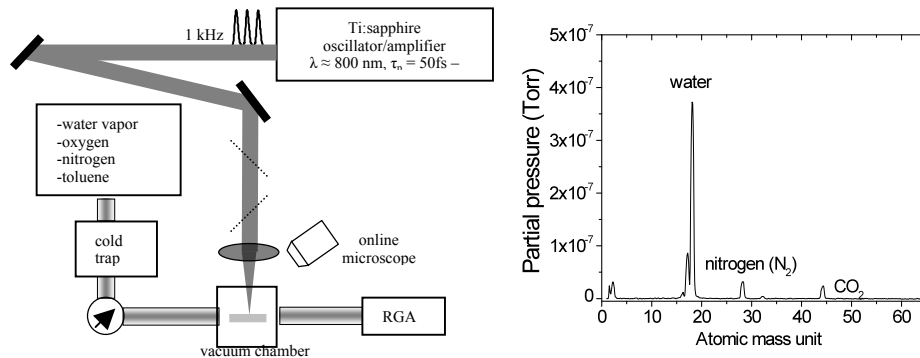 1 kHz
Ti:sapphire
oscillator/amplifier
λ ≈ 800 nm, τp = 50fs –
-water vapor
-oxygen
-nitrogen
-toluene
cold
trap
online
microscope
RGA
vacuum chamber
5x10⁻⁷
4x10⁻⁷
3x10⁻⁷
2x10⁻⁷
1x10⁻⁷
0
Partial pressure (Torr)
water
nitrogen (N₂)
CO₂
0 10 20 30 40 50 60
Atomic mass unit